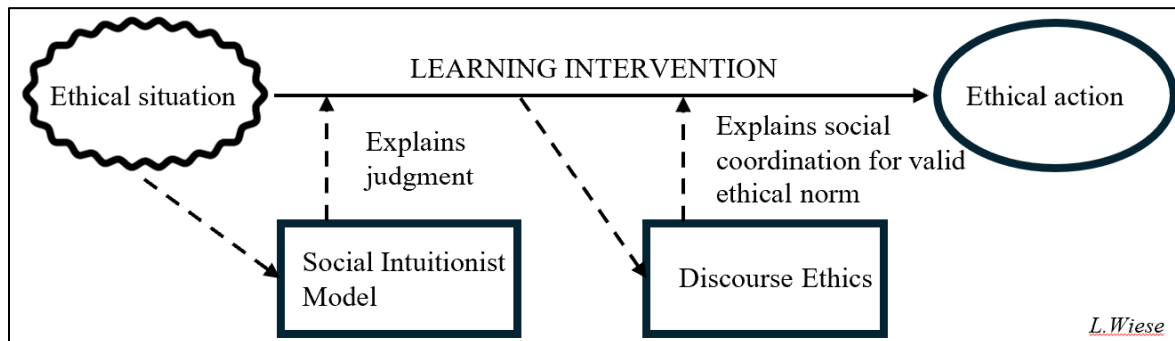 LEARNING INTERVENTION
Ethical situation
Ethical action
Explains
judgment
Explains social
coordination for valid
ethical norm
Social Intuitionist
Model
Discourse Ethics
L.Wiese